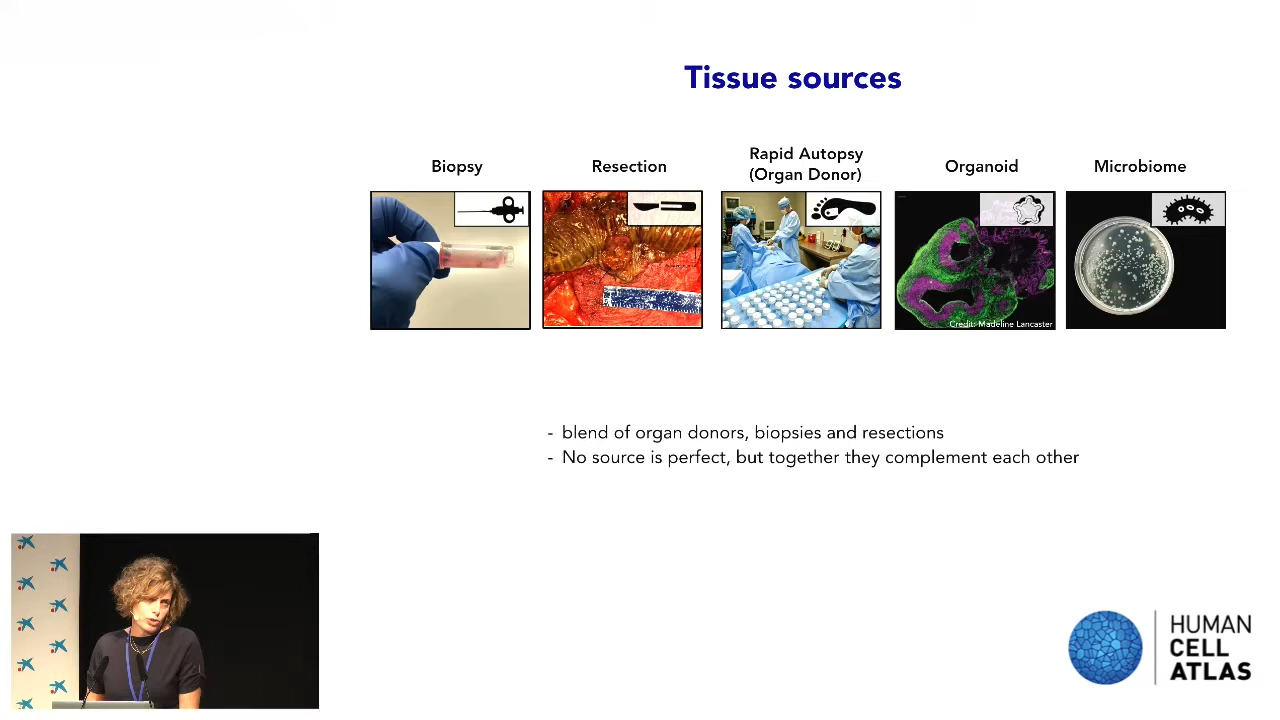 Tissue sources
Biopsy
Resection
Rapid Autopsy
(Organ Donor)
Organoid
Microbiome
Credit: Madeline Lancaster
- blend of organ donors, biopsies and resections
- No source is perfect, but together they complement each other
HUMAN
CELL
ATLAS